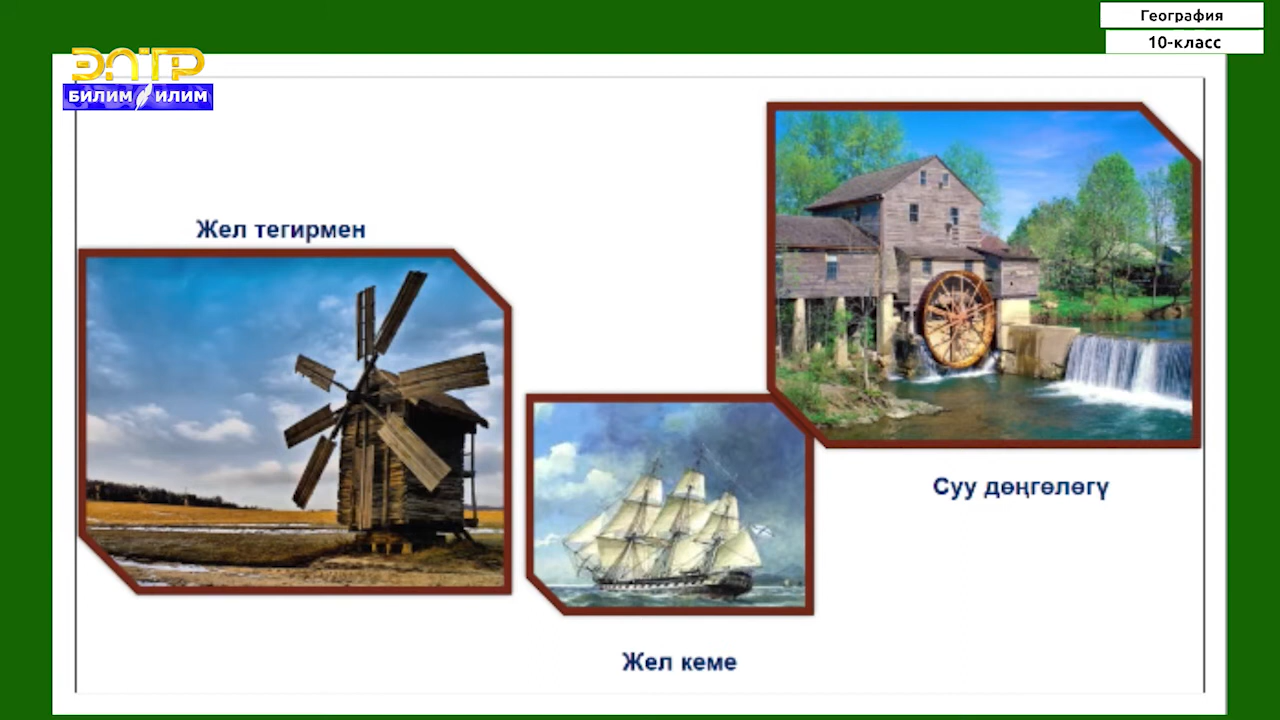 География
10-класс
ЭЛТР
БИЛИМ ИЛИМ
Жел тегирмен
Суу дөңгөлөгү
Жел кеме